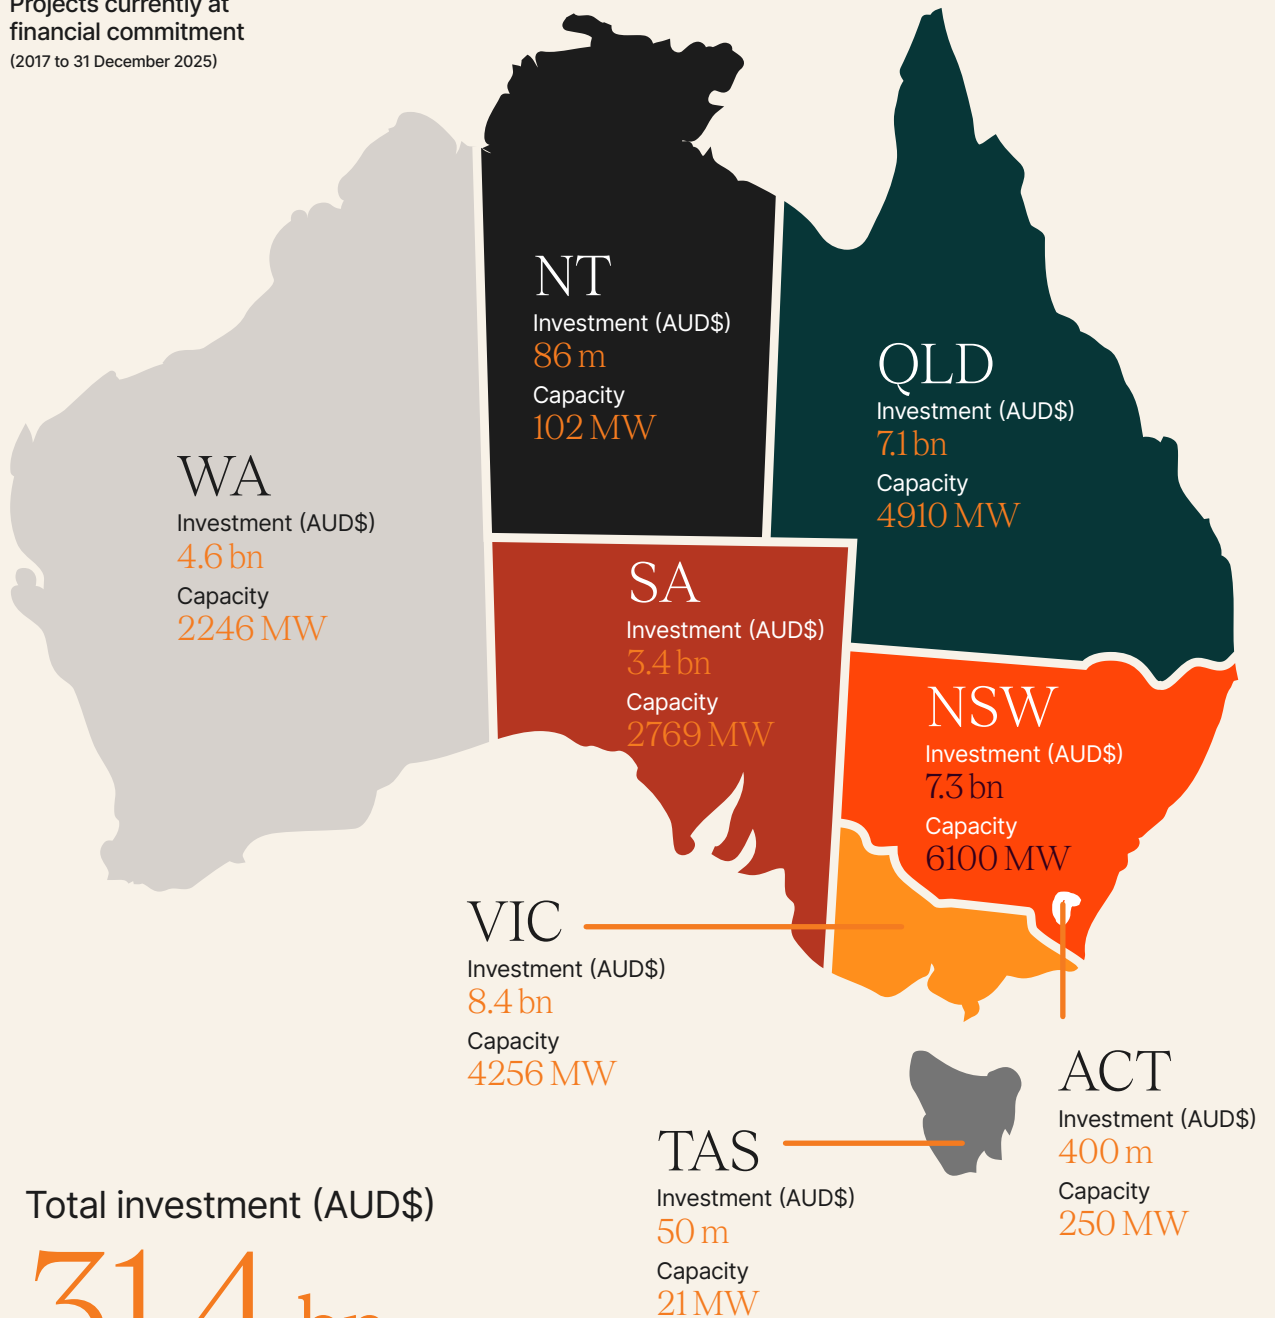 Projects currently at
financial commitment
(2017 to 31 December 2025)
NT
Investment (AUD$)
86 m
Capacity
102 MW
QLD
Investment (AUD$)
7.1 bn
Capacity
4910 MW
WA
Investment (AUD$)
4.6 bn
Capacity
2246 MW
SA
Investment (AUD$)
3.4 bn
Capacity
2769 MW
NSW
Investment (AUD$)
7.3 bn
Capacity
6100 MW
VIC
Investment (AUD$)
8.4 bn
Capacity
4256 MW
ACT
Investment (AUD$)
400 m
Capacity
250 MW
TAS
Investment (AUD$)
50 m
Capacity
21 MW
Total investment (AUD$)
31.4 bn